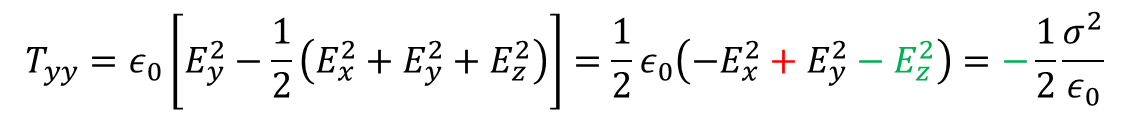 T_yy = ϵ_0 [E_y^2 − 1/2 (E_x^2 + E_y^2 + E_z^2)] = 1/2 ϵ_0(−E_x^2 + E_y^2 − E_z^2) = − 1/2 σ^2/ϵ_0